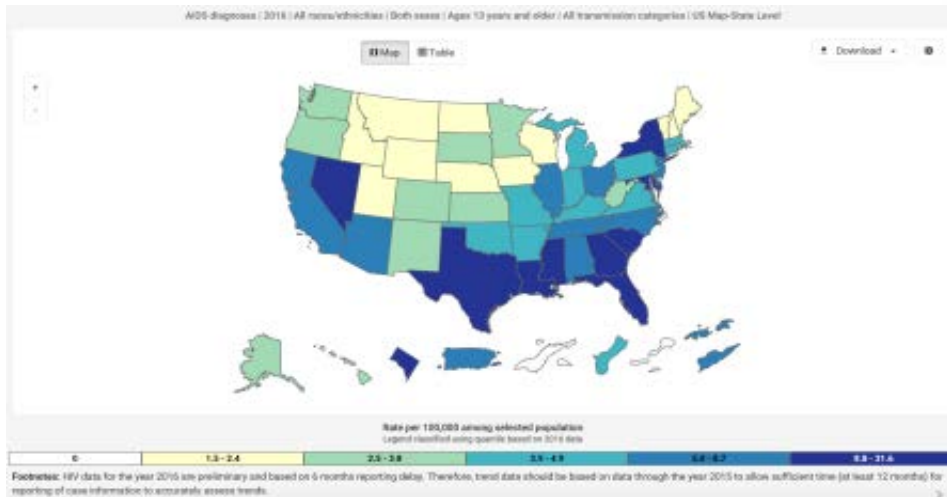 AIDS diagnoses | 2016 | All races/ethnicities | Both sexes | Ages 13 years and older | All transmission categories | US Map-State Level
Map Table
Download
+
-
Rate per 100,000 among selected population
Legend classified using quantile based on 2016 data
0 1.5 - 2.4 2.5 - 3.8 3.9 - 4.9 8.8 - 21.6
Footnotes: HIV data for the year 2016 are preliminary and based on 6 months reporting delay. Therefore, trend data should be based on data through the year 2015 to allow sufficient time (at least 12 months) for
reporting of case information to accurately assess trends.